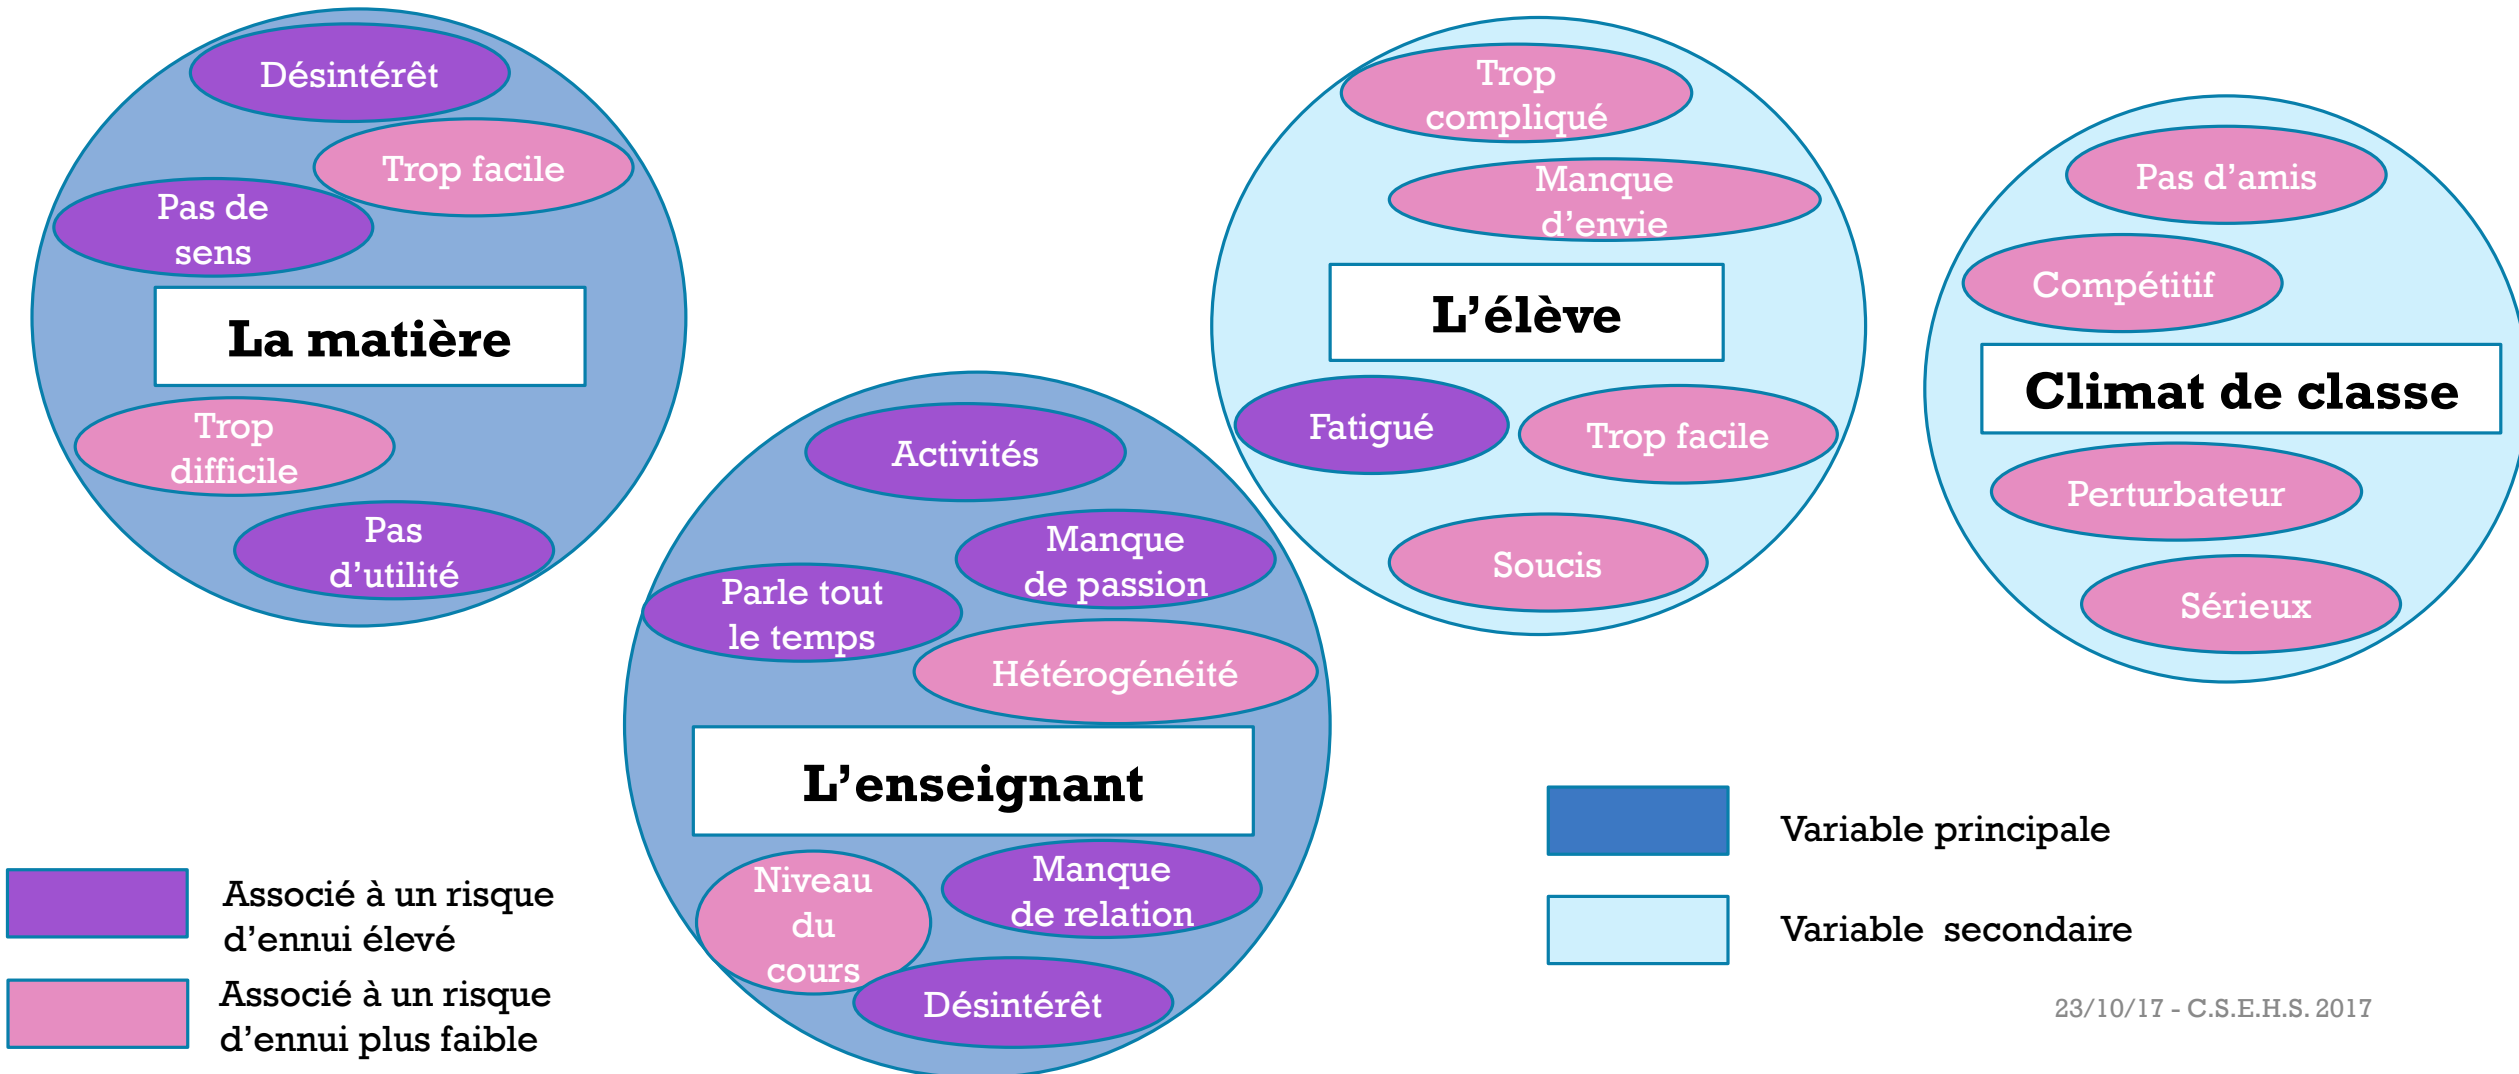 Désintérêt
Trop facile
Pas de
sens
La matière
Trop
difficile
Pas
d’utilité
Activités
Manque
de passion
Parle tout
le temps
Hétérogénéité
L’enseignant
Niveau
du
cours
Manque
de relation
Désintérêt
Trop
compliqué
Manque
d’envie
L’élève
Fatigué
Trop facile
Soucis
Pas d’amis
Compétitif
Climat de classe
Perturbateur
Sérieux
Associé à un risque
d’ennui élevé
Associé à un risque
d’ennui plus faible
Variable principale
Variable  secondaire
23/10/17 - C.S.E.H.S. 2017